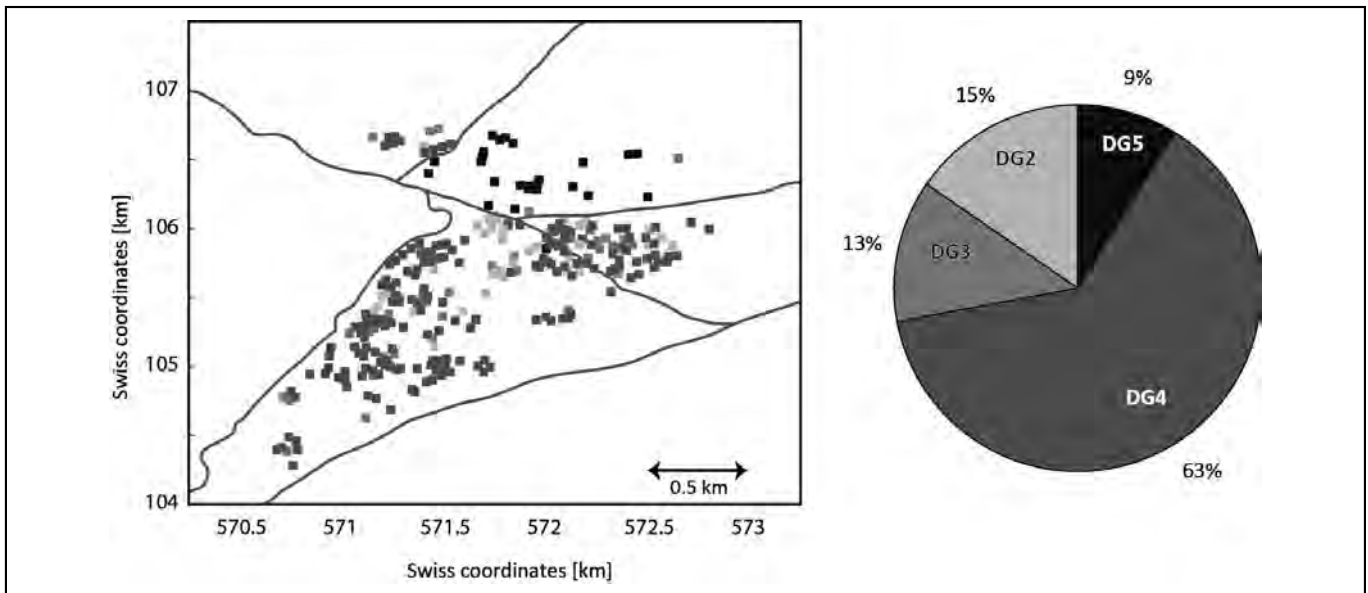 107
106
105
104
Swiss coordinates [km]
570.5 571 571.5 572 572.5 573
Swiss coordinates [km]
0.5 km
9%
15%
13%
63%
DG5
DG2
DG3
DG4